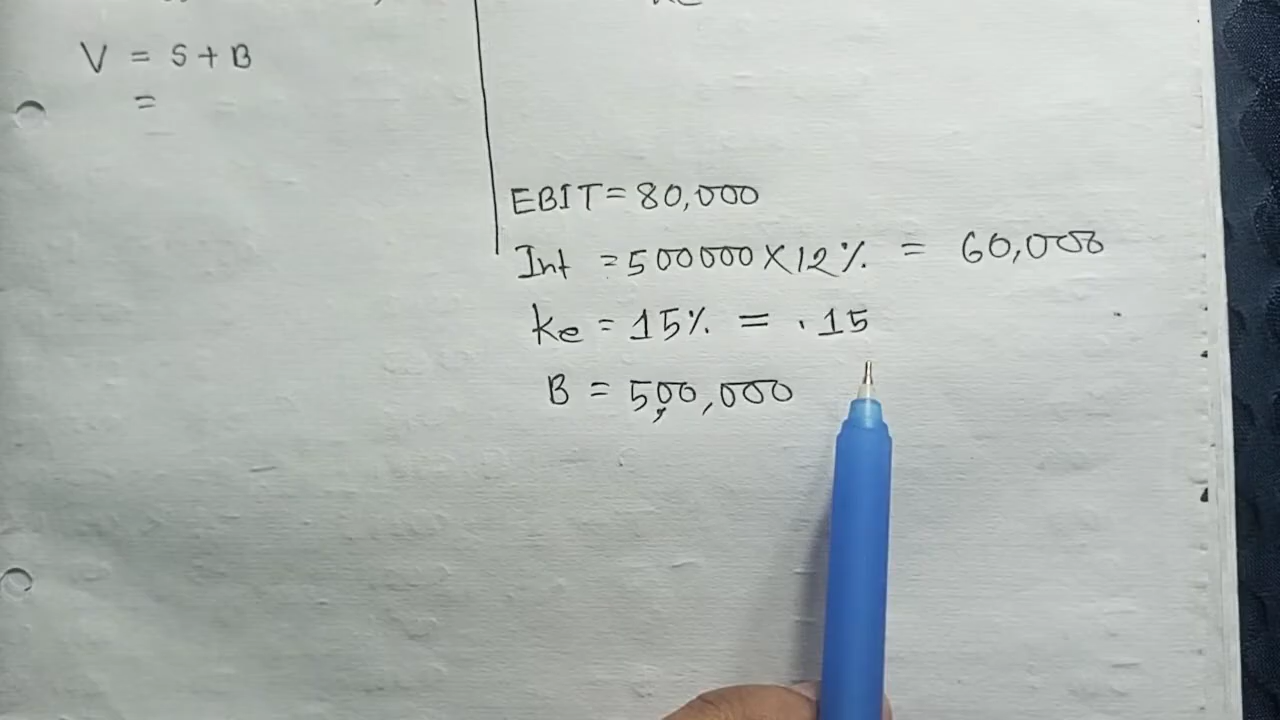 V = S + B
=
EBIT = 80,000
Int = 500000 X 12% = 60,000
Ke = 15% = .15
B = 500,000